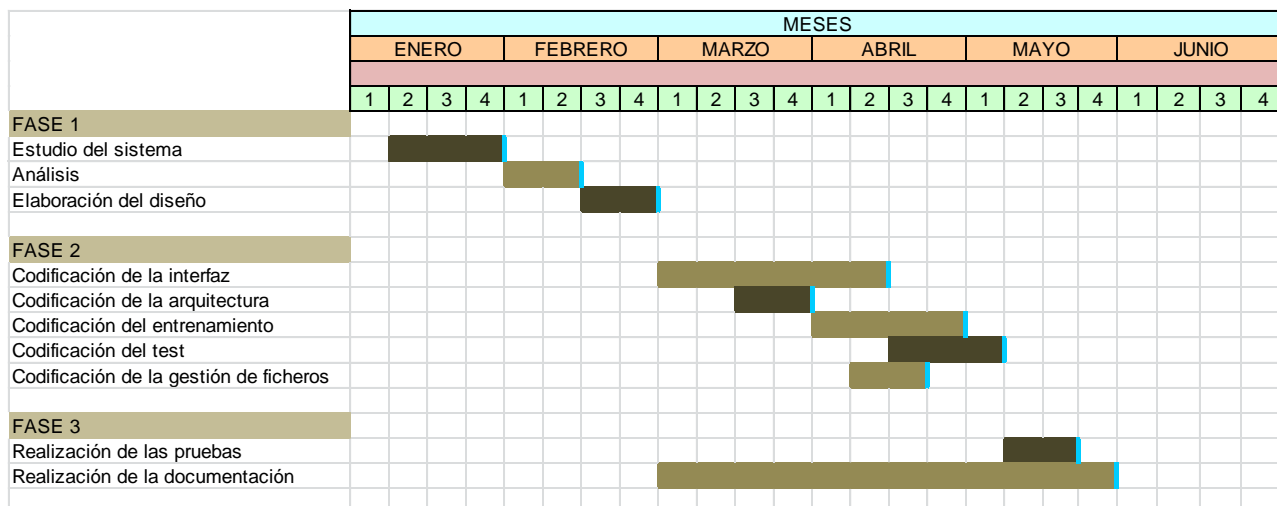 MESES
ENERO FEBRERO MARZO ABRIL MAYO JUNIO
1 2 3 4 1 2 3 4 1 2 3 4 1 2 3 4 1 2 3 4 1 2 3 4
FASE 1
Estudio del sistema
Análisis
Elaboración del diseño
FASE 2
Codificación de la interfaz
Codificación de la arquitectura
Codificación del entrenamiento
Codificación del test
Codificación de la gestión de ficheros
FASE 3
Realización de las pruebas
Realización de la documentación